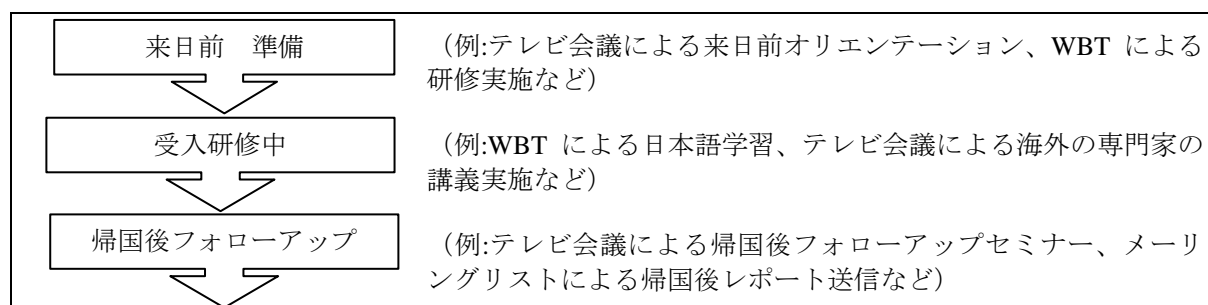 来日前　準備
（例:テレビ会議による来日前オリエンテーション、WBT による
研修実施など）
受入研修中
（例:WBT による日本語学習、テレビ会議による海外の専門家の
講義実施など）
帰国後フォローアップ
（例:テレビ会議による帰国後フォローアップセミナー、メーリ
ングリストによる帰国後レポート送信など）